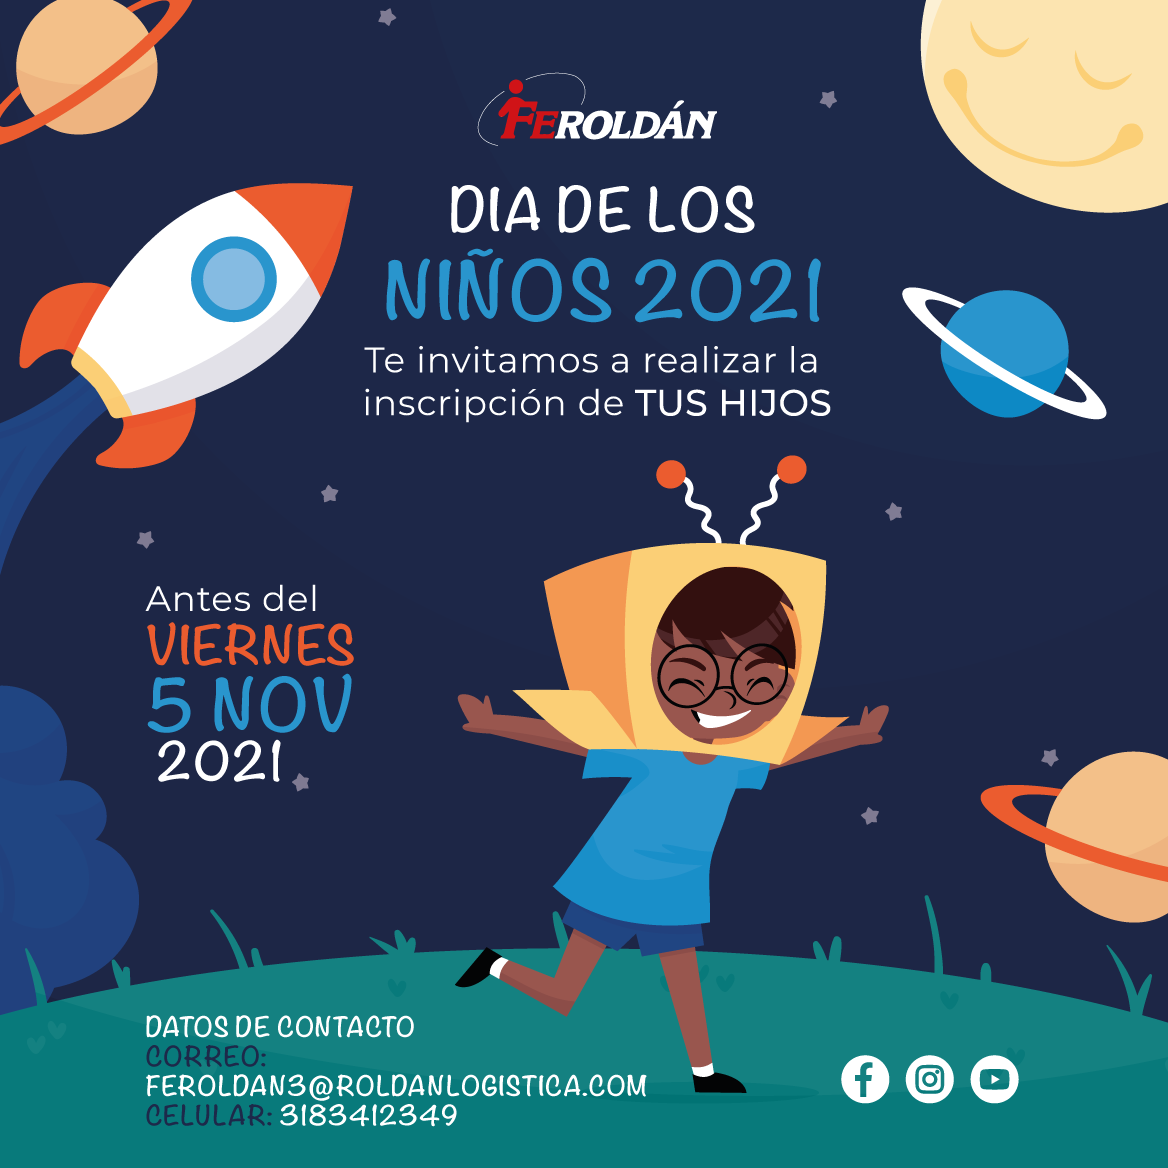 FEROLDÁN
DIA DE LOS
NIÑOS 2021
Te invitamos a realizar la
inscripción de TUS HIJOS
Antes del
VIERNES
5 NOV
2021
DATOS DE CONTACTO
CORREO:
FEROLDAN3@ROLDANLOGISTICA.COM
CELULAR: 3183412349